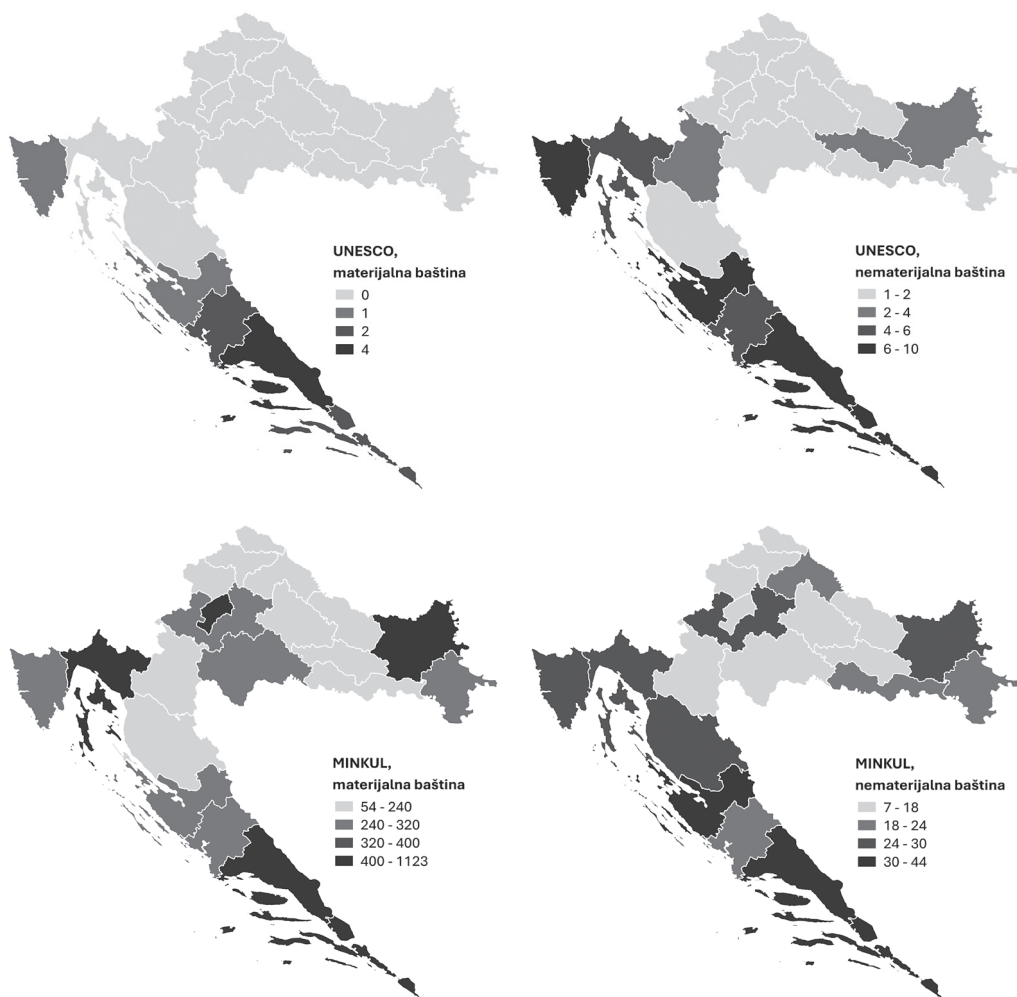 UNESCO,
materijalna baština
0
1
2
4
UNESCO,
nematerijalna baština
1 - 2
2 - 4
4 - 6
6 - 10
MINKUL,
materijalna baština
54 - 240
240 - 320
320 - 400
400 - 1123
MINKUL,
nematerijalna baština
7 - 18
18 - 24
24 - 30
30 - 44